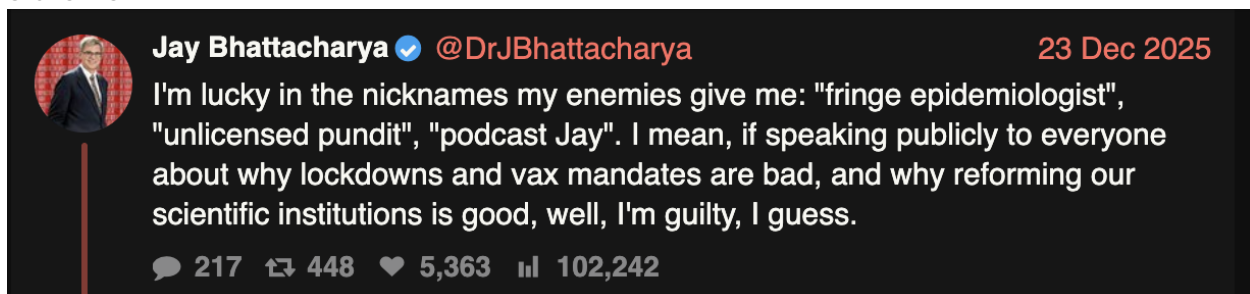 Jay Bhattacharya @DrJBhattacharya 23 Dec 2025
I'm lucky in the nicknames my enemies give me: "fringe epidemiologist",
"unlicensed pundit", "podcast Jay". I mean, if speaking publicly to everyone
about why lockdowns and vax mandates are bad, and why reforming our
scientific institutions is good, well, I'm guilty, I guess.
217 448 5,363 102,242